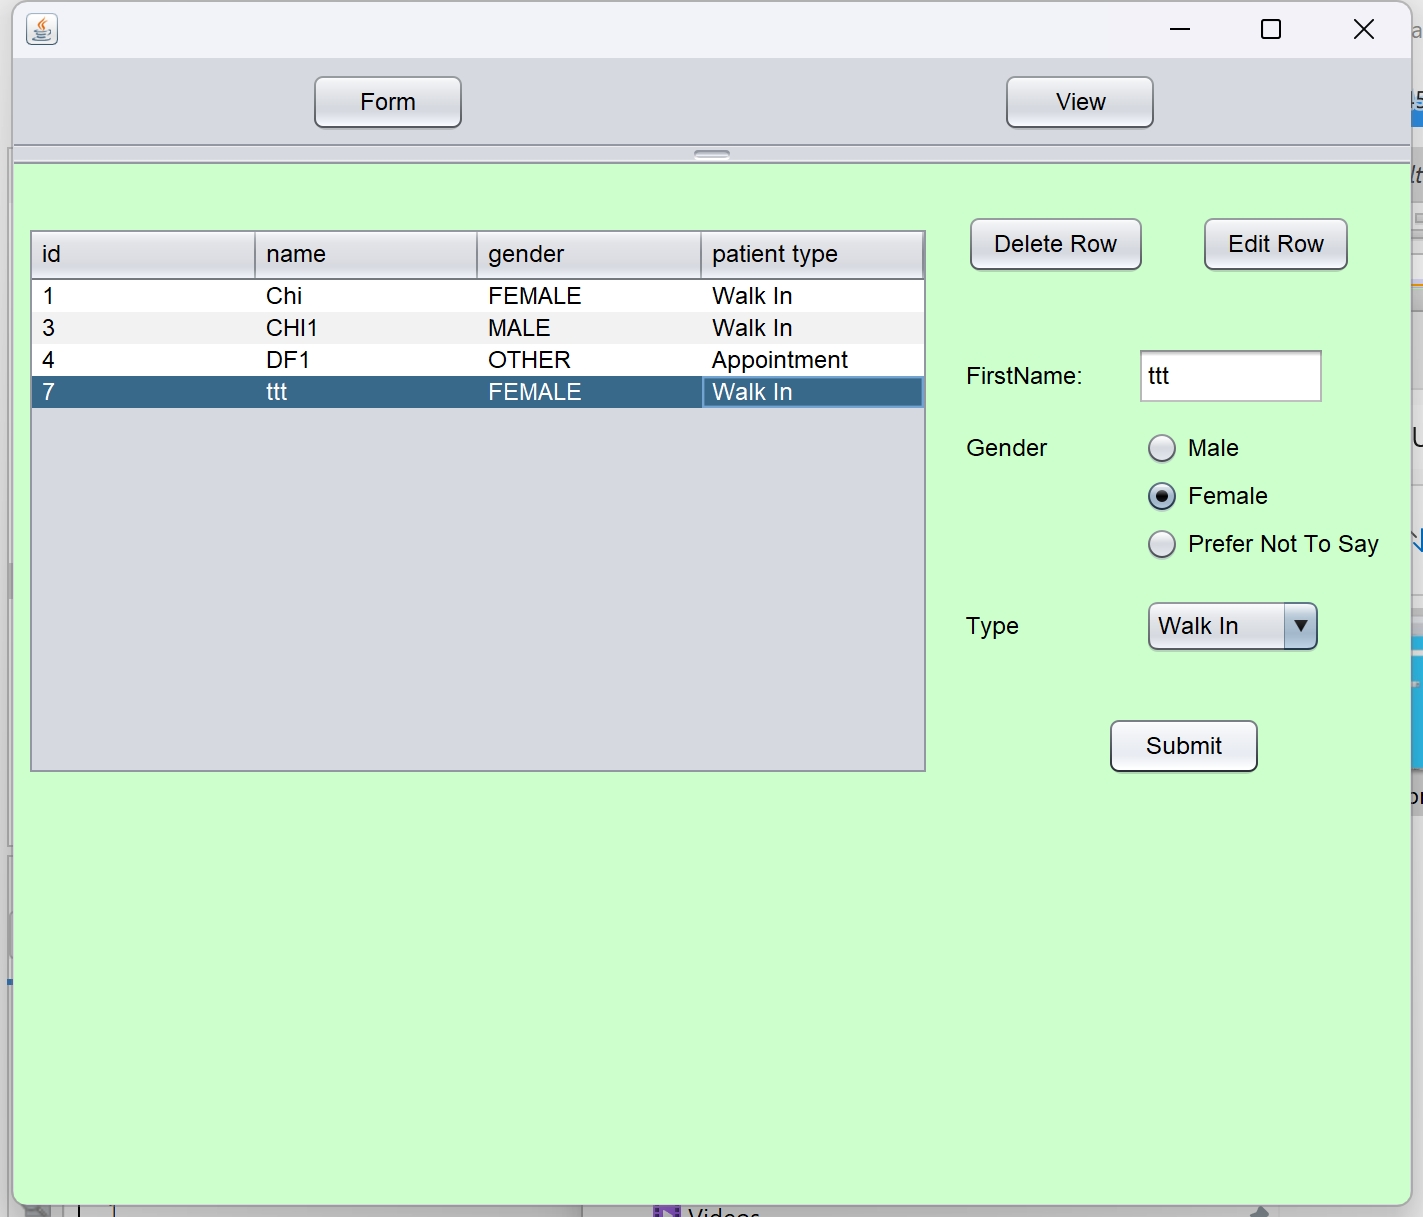 Form View
id name gender patient type
1 Chi FEMALE Walk In
3 CHI1 MALE Walk In
4 DF1 OTHER Appointment
7 ttt FEMALE Walk In
Delete Row Edit Row
FirstName: ttt
Gender Male
Female
Prefer Not To Say
Type Walk In
Submit